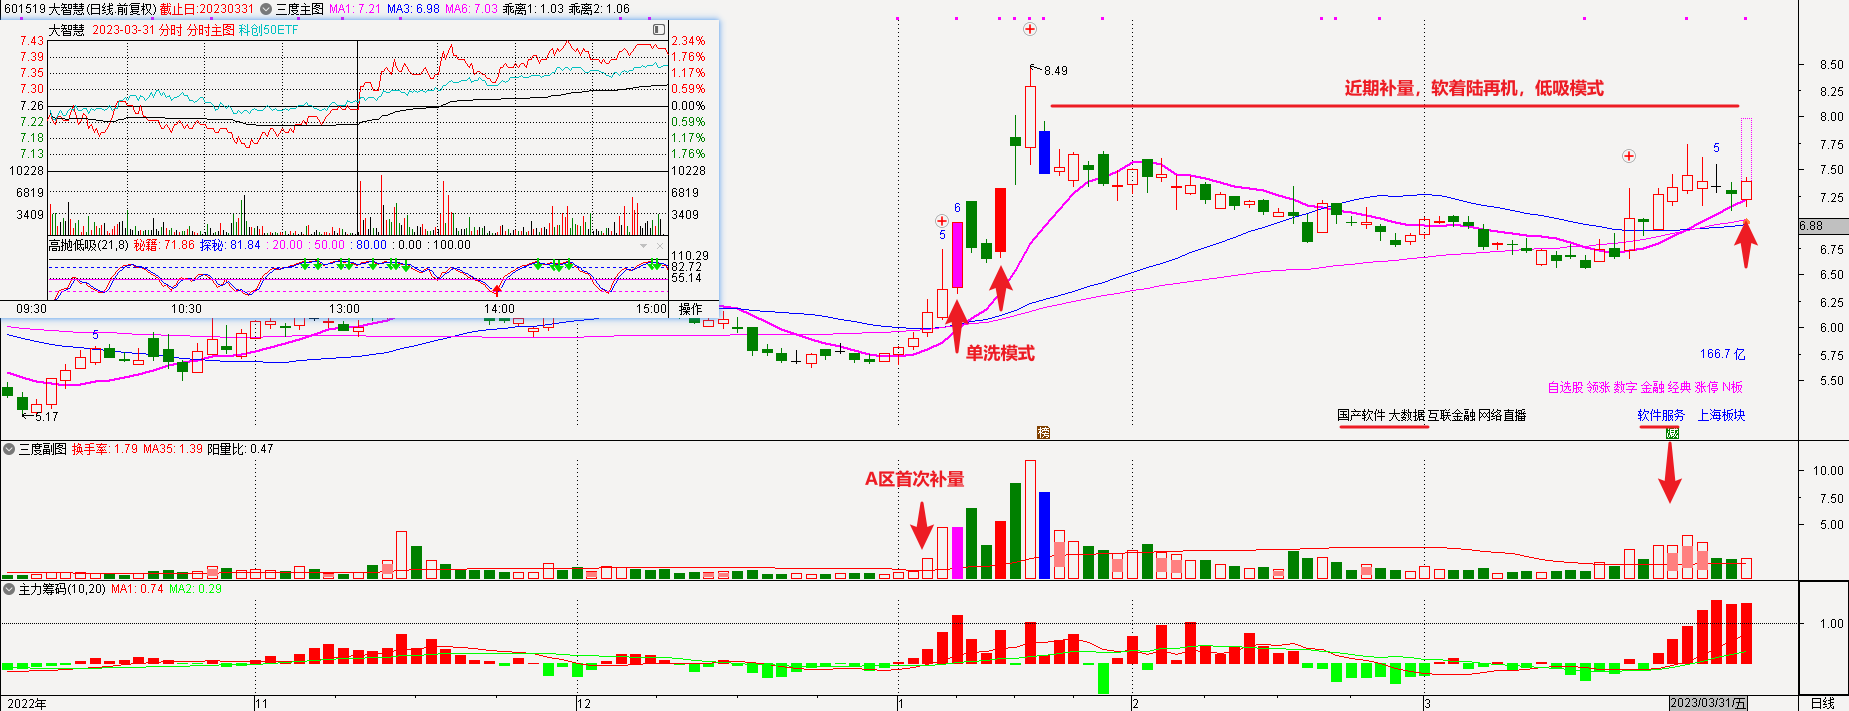 601519 大智慧(日线.前复权) 截止日:20230331 三度主图 MA1: 7.21 MA3: 6.98 MA6: 7.03 乖离1: 1.03 乖离2: 1.06
大智慧 2023-03-31 分时 分时主图 科创50ETF
7.43 2.34%
7.39 1.76%
7.35 1.17%
7.30 0.59%
7.26 0.00%
7.22 0.59%
7.18 1.17%
7.13 1.76%
10228 10228
6819 6819
3409 3409
高抛低吸(21,8) 秘籍: 71.86 探秘: 81.84 : 20.00 : 50.00 : 80.00 : 0.00 : 100.00
110.29
82.72
55.14
09:30 10:30 13:00 14:00 15:00 操作
8.49
近期补量，软着陆再机，低吸模式
8.50
8.25
8.00
7.75
7.50
7.25
6.88
6.75
6.50
6.25
6.00
5.75
5.50
5
6
5
5
5.17
单洗模式
166.7 亿
自选股 领涨 数字 金融 经典 涨停 N板
国产软件 大数据 互联金融 网络直播 软件服务 上海板块
榜
减
三度副图 换手率: 1.79 MA35: 1.39 阳量比: 0.47
A区首次补量
10.00
7.50
5.00
主力筹码(10,20) MA1: 0.74 MA2: 0.29
1.00
2022年 11 12 1 2 3 2023/03/31/五 日线